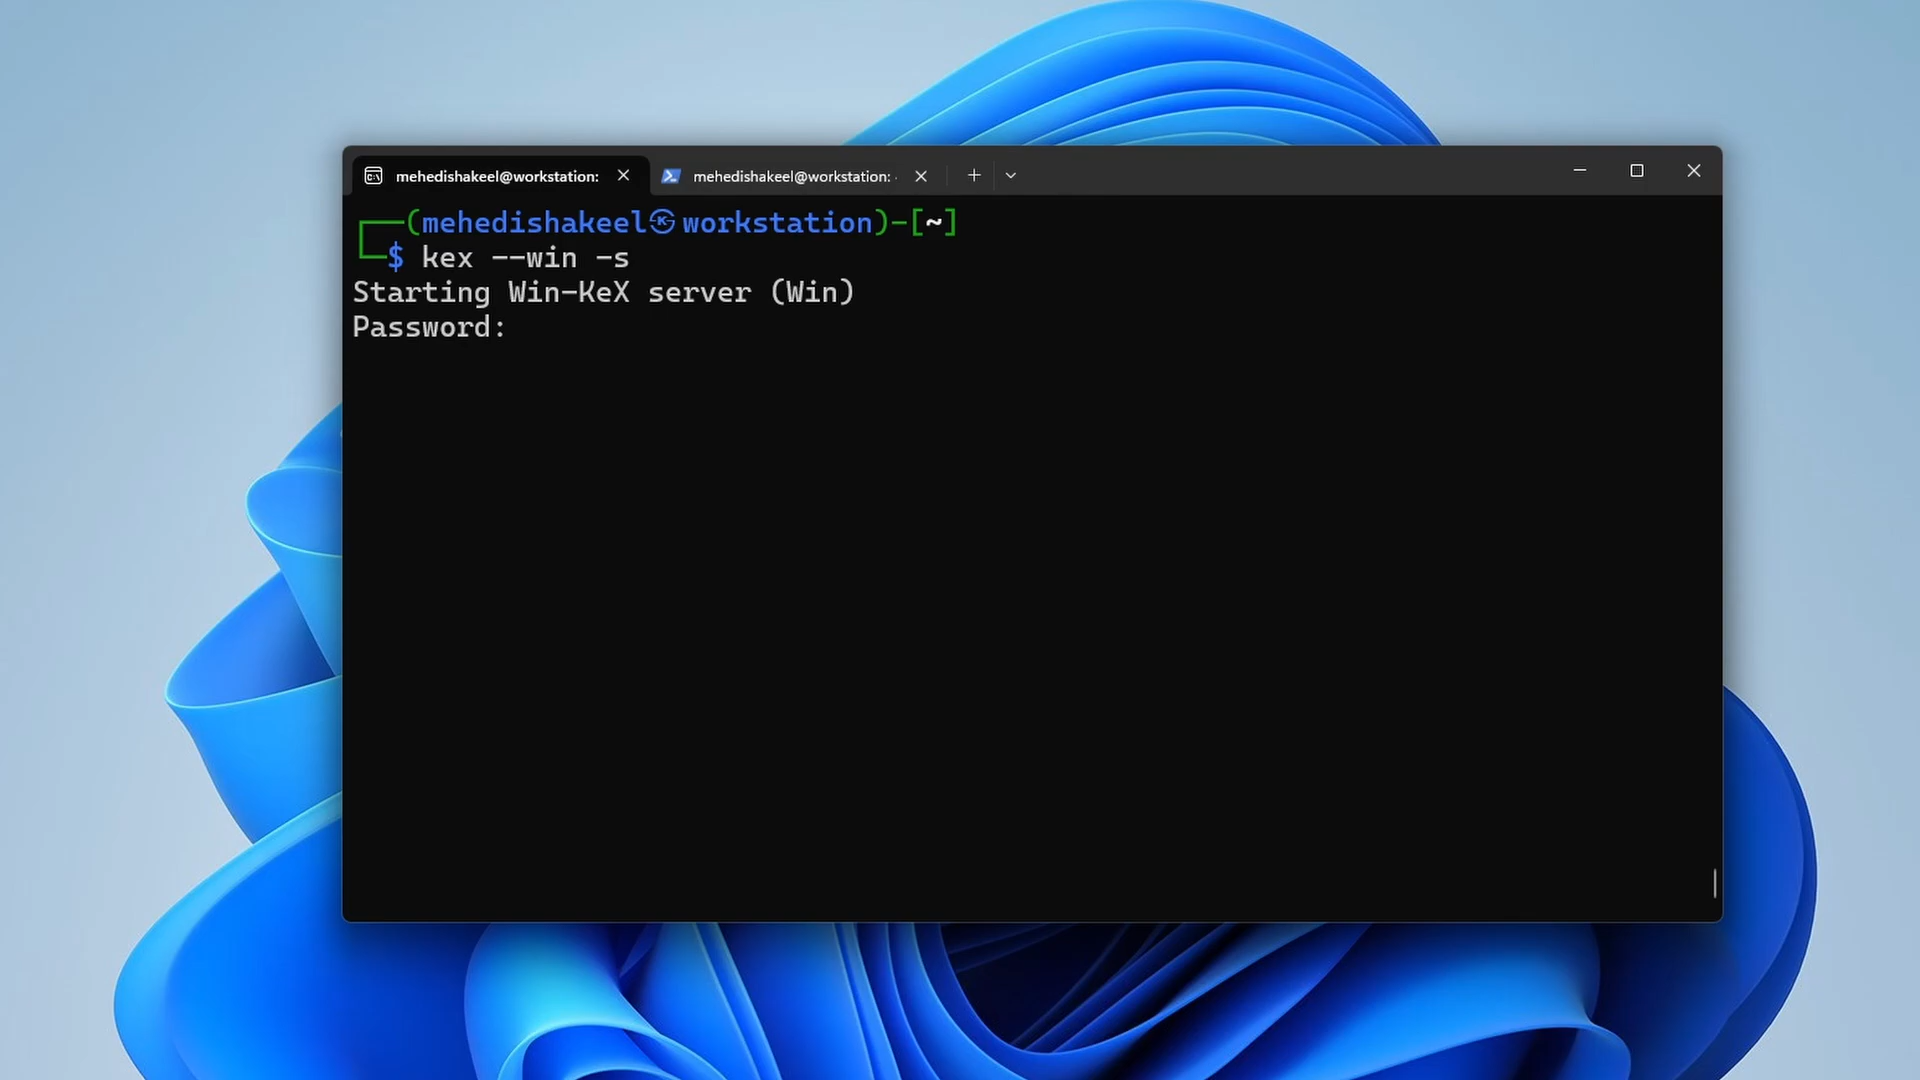 mehedishakeel@workstation:
mehedishakeel@workstation:
┌──(mehedishakeel㉿workstation)-[~]
└─$ kex --win -s
Starting Win-KeX server (Win)
Password: